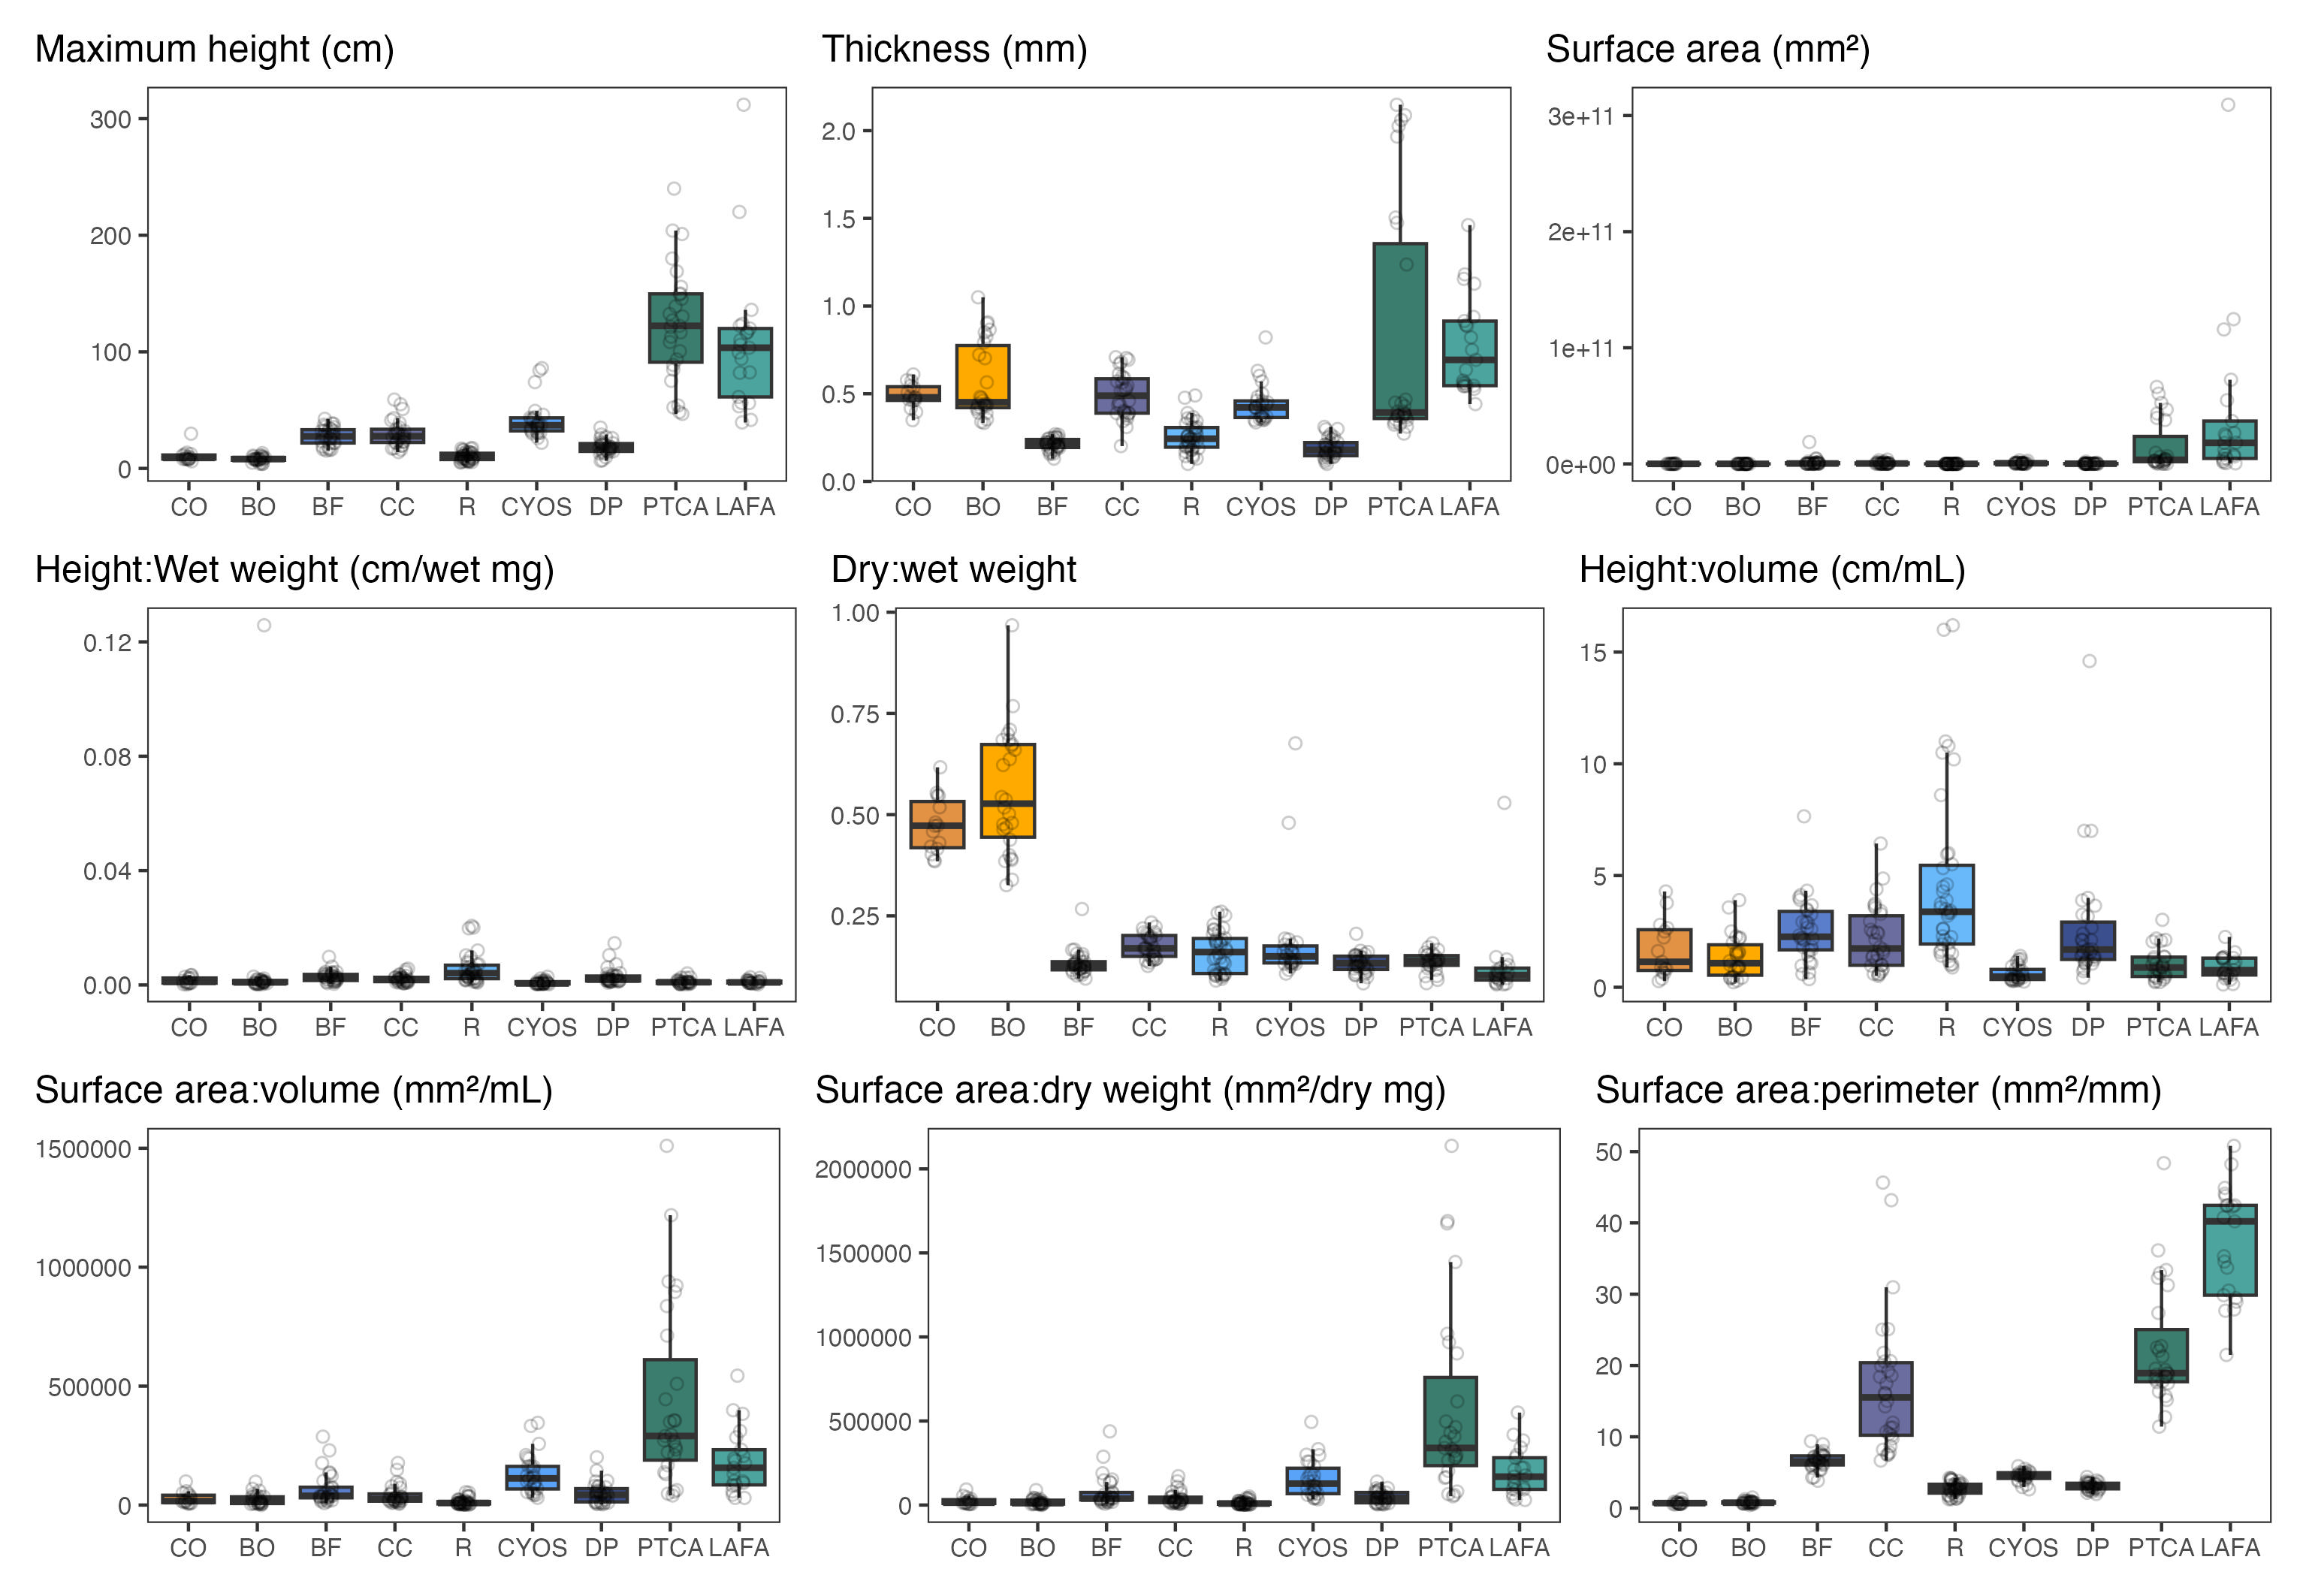 Maximum height (cm)
Thickness (mm)
Surface area (mm²)
300
200
100
0
CO BO BF CC R CYOS DP PTCA LAFA
2.0
1.5
1.0
0.5
0.0
CO BO BF CC R CYOS DP PTCA LAFA
3e+11
2e+11
1e+11
0e+00
CO BO BF CC R CYOS DP PTCA LAFA
Height:Wet weight (cm/wet mg)
Dry:wet weight
Height:volume (cm/mL)
0.12
0.08
0.04
0.00
CO BO BF CC R CYOS DP PTCA LAFA
1.00
0.75
0.50
0.25
CO BO BF CC R CYOS DP PTCA LAFA
15
10
5
0
CO BO BF CC R CYOS DP PTCA LAFA
Surface area:volume (mm²/mL)
Surface area:dry weight (mm²/dry mg)
Surface area:perimeter (mm²/mm)
1500000
1000000
500000
0
CO BO BF CC R CYOS DP PTCA LAFA
2000000
1500000
1000000
500000
0
CO BO BF CC R CYOS DP PTCA LAFA
50
40
30
20
10
0
CO BO BF CC R CYOS DP PTCA LAFA